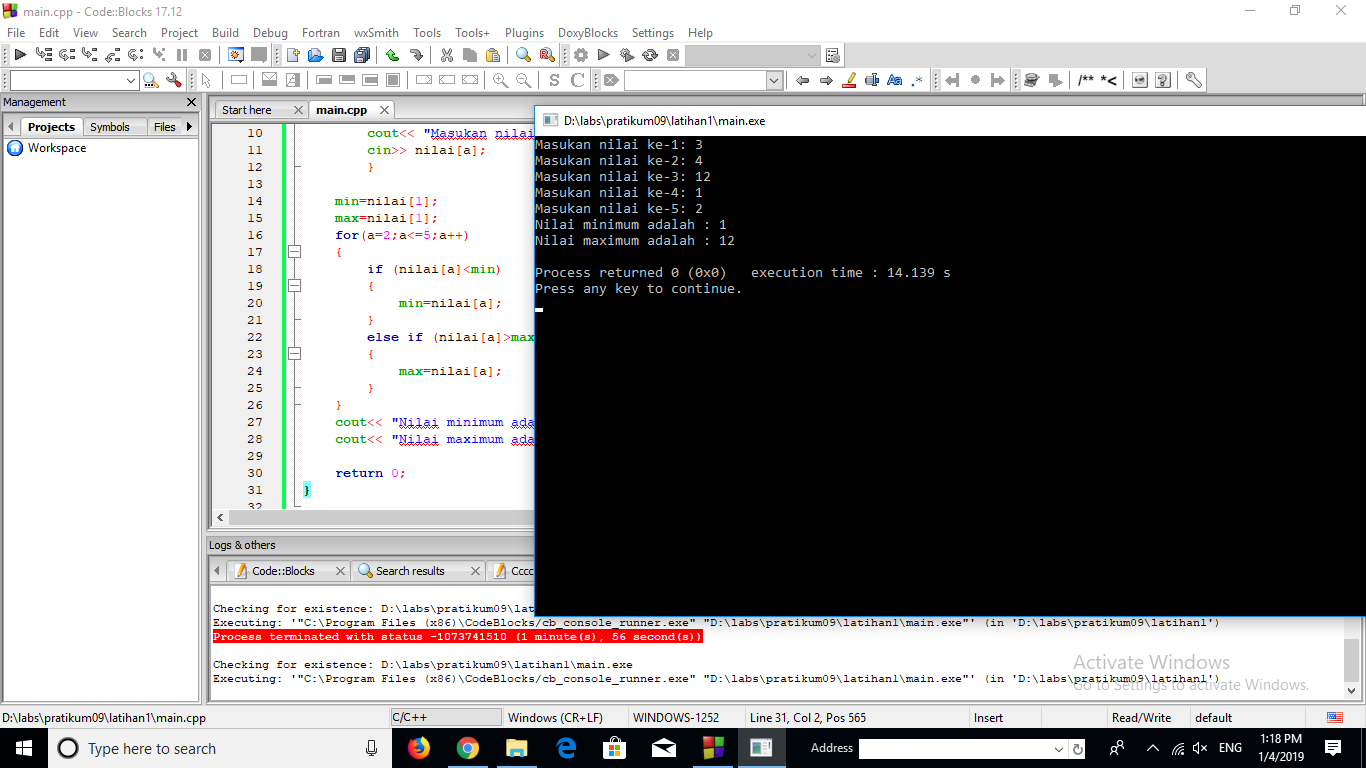 main.cpp - Code::Blocks 17.12
File Edit View Search Project Build Debug Fortran wxSmith Tools Tools+ Plugins DoxyBlocks Settings Help
S C /** *<
Management
Projects Symbols Files
Workspace
Start here main.cpp
10 cout<< "Masukan nilai
11 cin>> nilai[a];
12 }
13
14 min=nilai[1];
15 max=nilai[1];
16 for(a=2;a<=5;a++)
17 {
18 if (nilai[a]<min)
19 {
20 min=nilai[a];
21 }
22 else if (nilai[a]>max
23 {
24 max=nilai[a];
25 }
26 }
27 cout<< "Nilai minimum ada
28 cout<< "Nilai maximum ada
29
30 return 0;
31 }
32
D:\labs\pratikum09\latihan1\main.exe
Masukan nilai ke-1: 3
Masukan nilai ke-2: 4
Masukan nilai ke-3: 12
Masukan nilai ke-4: 1
Masukan nilai ke-5: 2
Nilai minimum adalah : 1
Nilai maximum adalah : 12
Process returned 0 (0x0) execution time : 14.139 s
Press any key to continue.
Logs & others
Code::Blocks Search results Cccc
Checking for existence: D:\labs\pratikum09\lat
Executing: '"C:\Program Files (x86)\CodeBlocks/cb_console_runner.exe" "D:\labs\pratikum09\latihan1\main.exe"' (in 'D:\labs\pratikum09\latihan1')
Process terminated with status -1073741510 (1 minute(s), 56 second(s))
Checking for existence: D:\labs\pratikum09\latihan1\main.exe
Executing: '"C:\Program Files (x86)\CodeBlocks/cb_console_runner.exe" "D:\labs\pratikum09\latihan1\main.exe"' (in 'D:\labs\pratikum09\latihan1')
Activate Windows
Go to Settings to activate Windows.
D:\labs\pratikum09\latihan1\main.cpp C/C++ Windows (CR+LF) WINDOWS-1252 Line 31, Col 2, Pos 565 Insert Read/Write default
Type here to search
Address
ENG
1:18 PM
1/4/2019